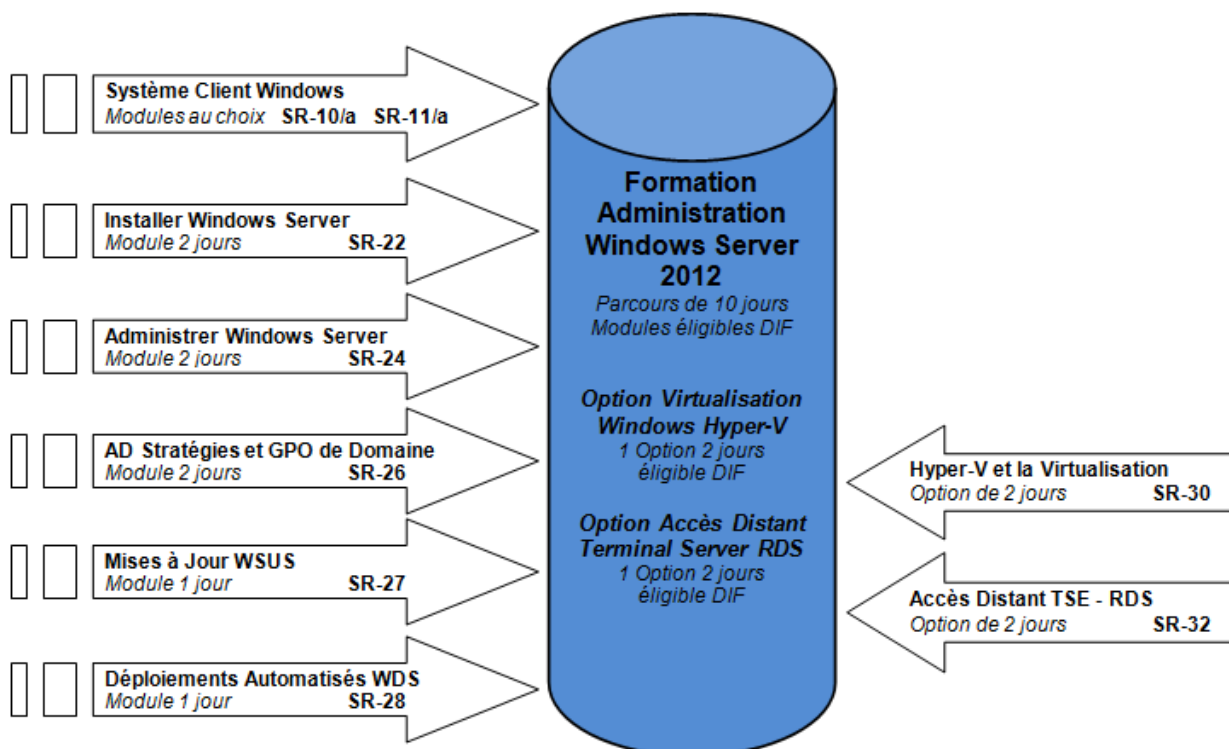 Système Client Windows
Modules au choix SR-10/a SR-11/a
Installer Windows Server
Module 2 jours SR-22
Administrer Windows Server
Module 2 jours SR-24
AD Stratégies et GPO de Domaine
Module 2 jours SR-26
Mises à Jour WSUS
Module 1 jour SR-27
Déploiements Automatisés WDS
Module 1 jour SR-28
Formation
Administration
Windows Server
2012
Parcours de 10 jours
Modules éligibles DIF
Option Virtualisation
Windows Hyper-V
1 Option 2 jours
éligible DIF
Option Accès Distant
Terminal Server RDS
1 Option 2 jours
éligible DIF
Hyper-V et la Virtualisation
Option de 2 jours SR-30
Accès Distant TSE - RDS
Option de 2 jours SR-32